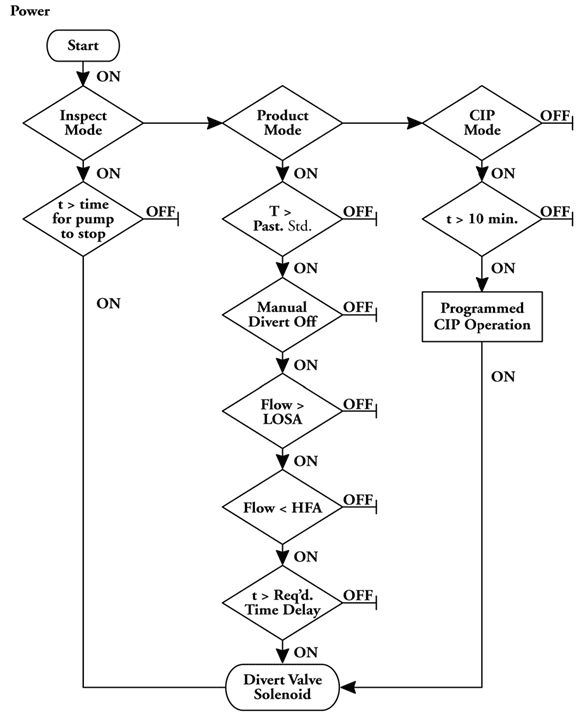 Power
Start
ON
Inspect
Mode
Product
Mode
CIP
Mode
OFF
ON
ON
ON
t > time
for pump
to stop
OFF
T >
Past. Std.
OFF
t > 10 min.
OFF
ON
ON
ON
Manual
Divert Off
OFF
Programmed
CIP Operation
ON
ON
Flow >
LOSA
OFF
ON
Flow < HFA
OFF
ON
t > Req'd.
Time Delay
OFF
ON
Divert Valve
Solenoid